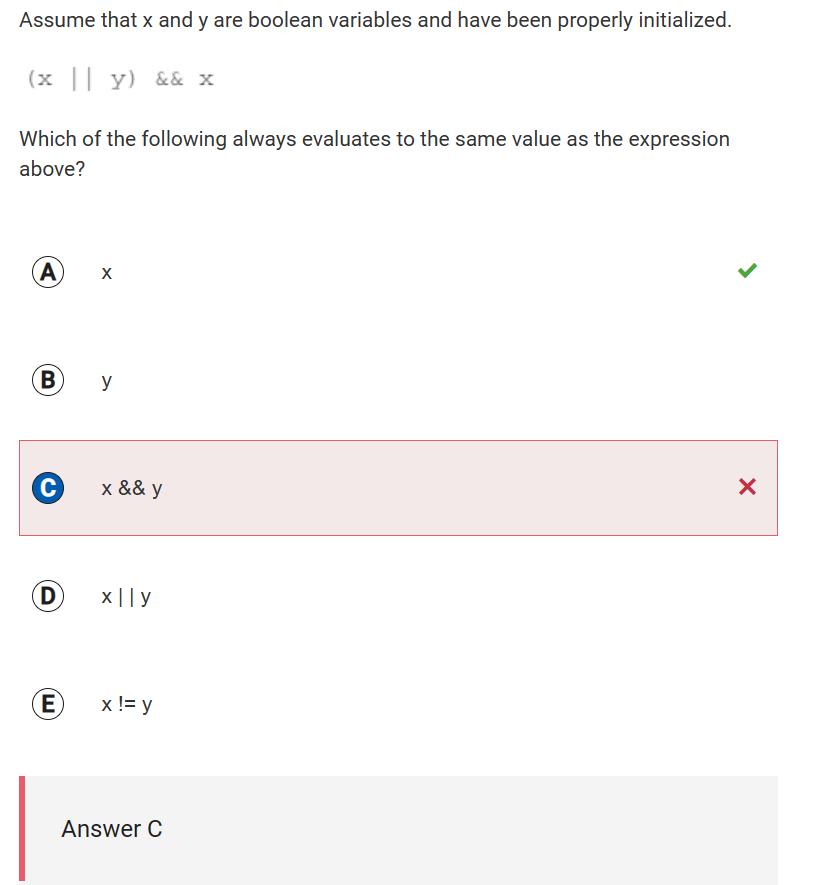 Assume that x and y are boolean variables and have been properly initialized.
(x || y) && x
Which of the following always evaluates to the same value as the expression
above?
A x
B y
C x && y
D x || y
E x != y
Answer C